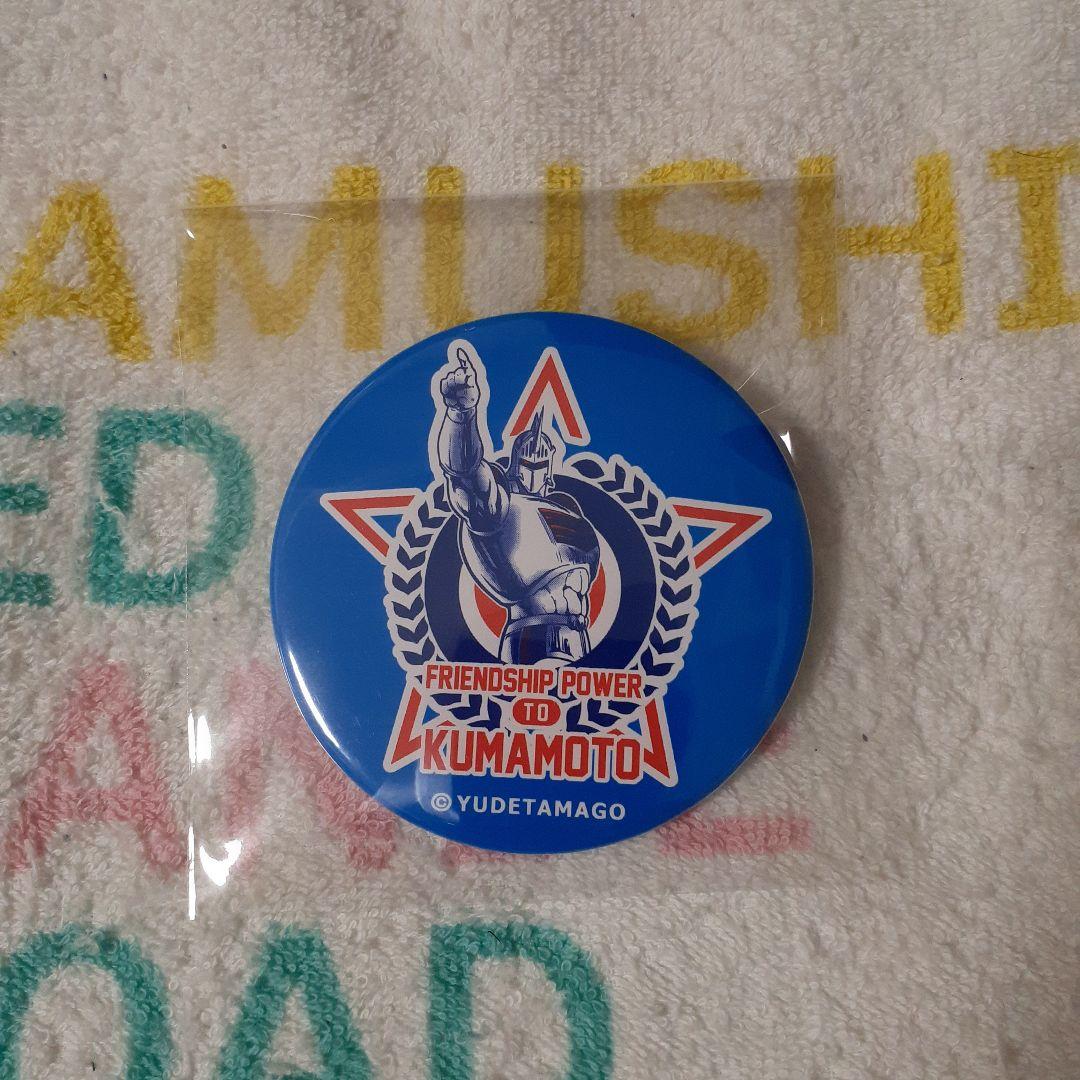 AMUSHI
ED
FRIENDSHIP POWER
TO
KUMAMOTO
©YUDETAMAGO
OAD